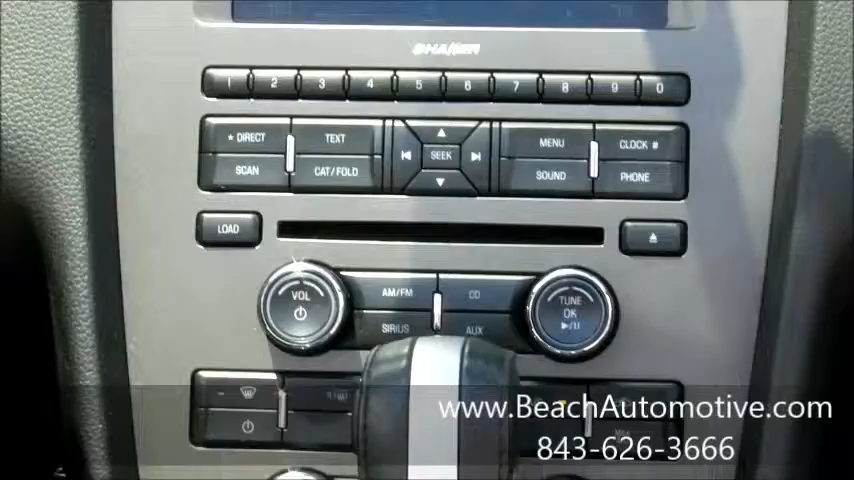 SHAKER
1 2 3 4 5 6 7 8 9 0
* DIRECT TEXT MENU CLOCK #
SEEK
SCAN CAT/FOLD SOUND PHONE
LOAD
VOL AM/FM CD TUNE
OK
SIRIUS AUX
www.BeachAutomotive.com
843-626-3666